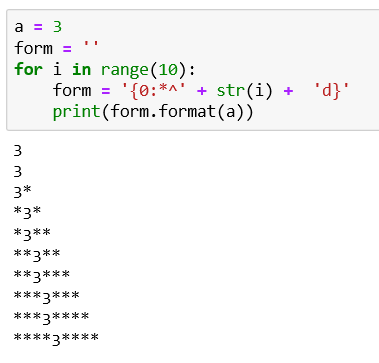 a = 3
form = ''
for i in range(10):
    form = '{0:*^' + str(i) +  'd}'
    print(form.format(a))
3
3
3*
*3*
*3**
**3**
**3***
***3***
***3****
****3****